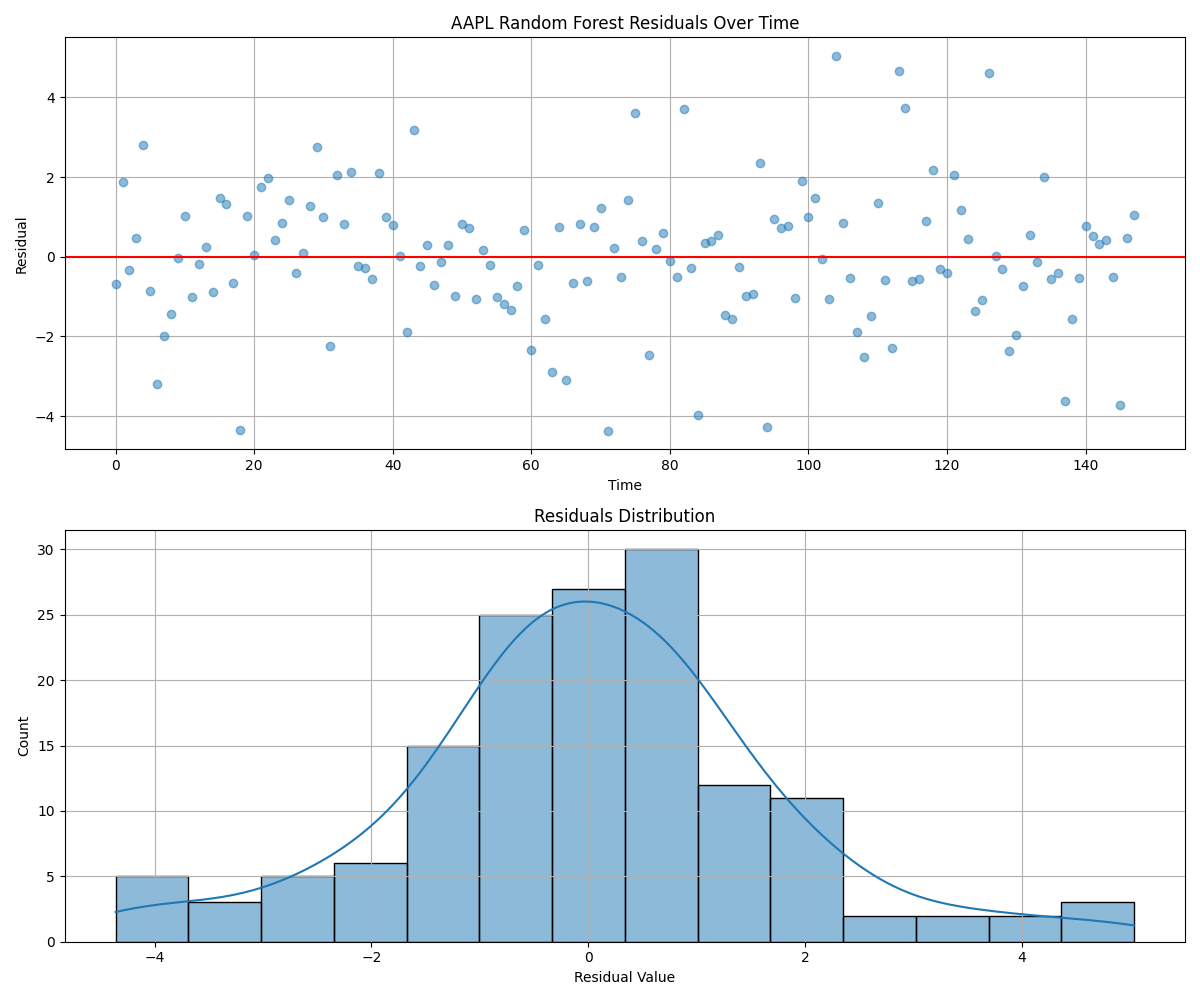 AAPL Random Forest Residuals Over Time
4
2
0
−2
−4
Residual
0 20 40 60 80 100 120 140
Time
Residuals Distribution
30
25
20
15
10
5
0
Count
−4 −2 0 2 4
Residual Value